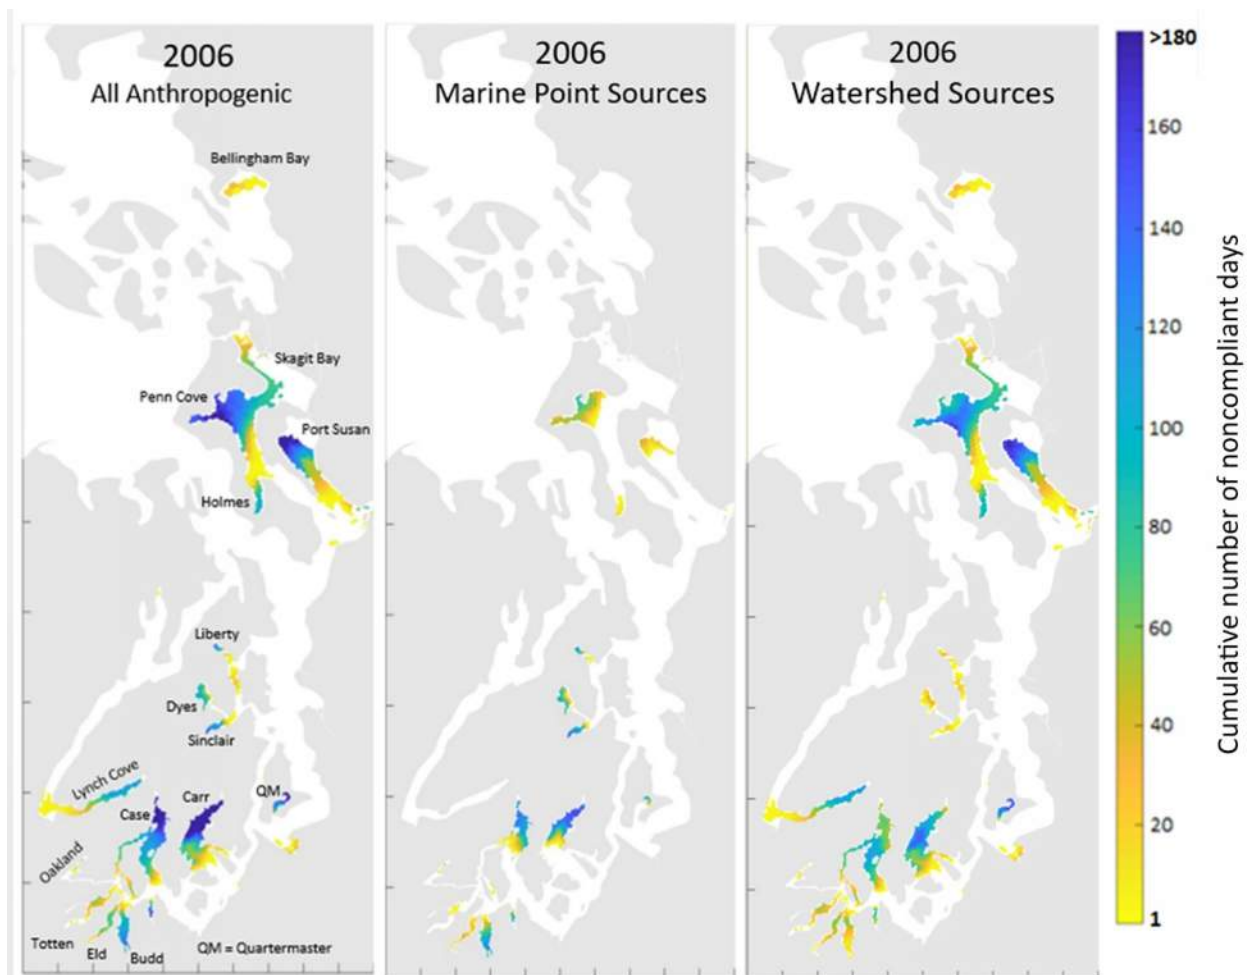 2006
All Anthropogenic
Bellingham Bay
Skagit Bay
Penn Cove
Port Susan
Holmes
Liberty
Dyes
Sinclair
Lynch Cove
Case
Carr
QM
Oakland
Totten
Eld
Budd
QM = Quartermaster
2006
Marine Point Sources
2006
Watershed Sources
>180
160
140
120
100
80
60
40
20
1
Cumulative number of noncompliant days